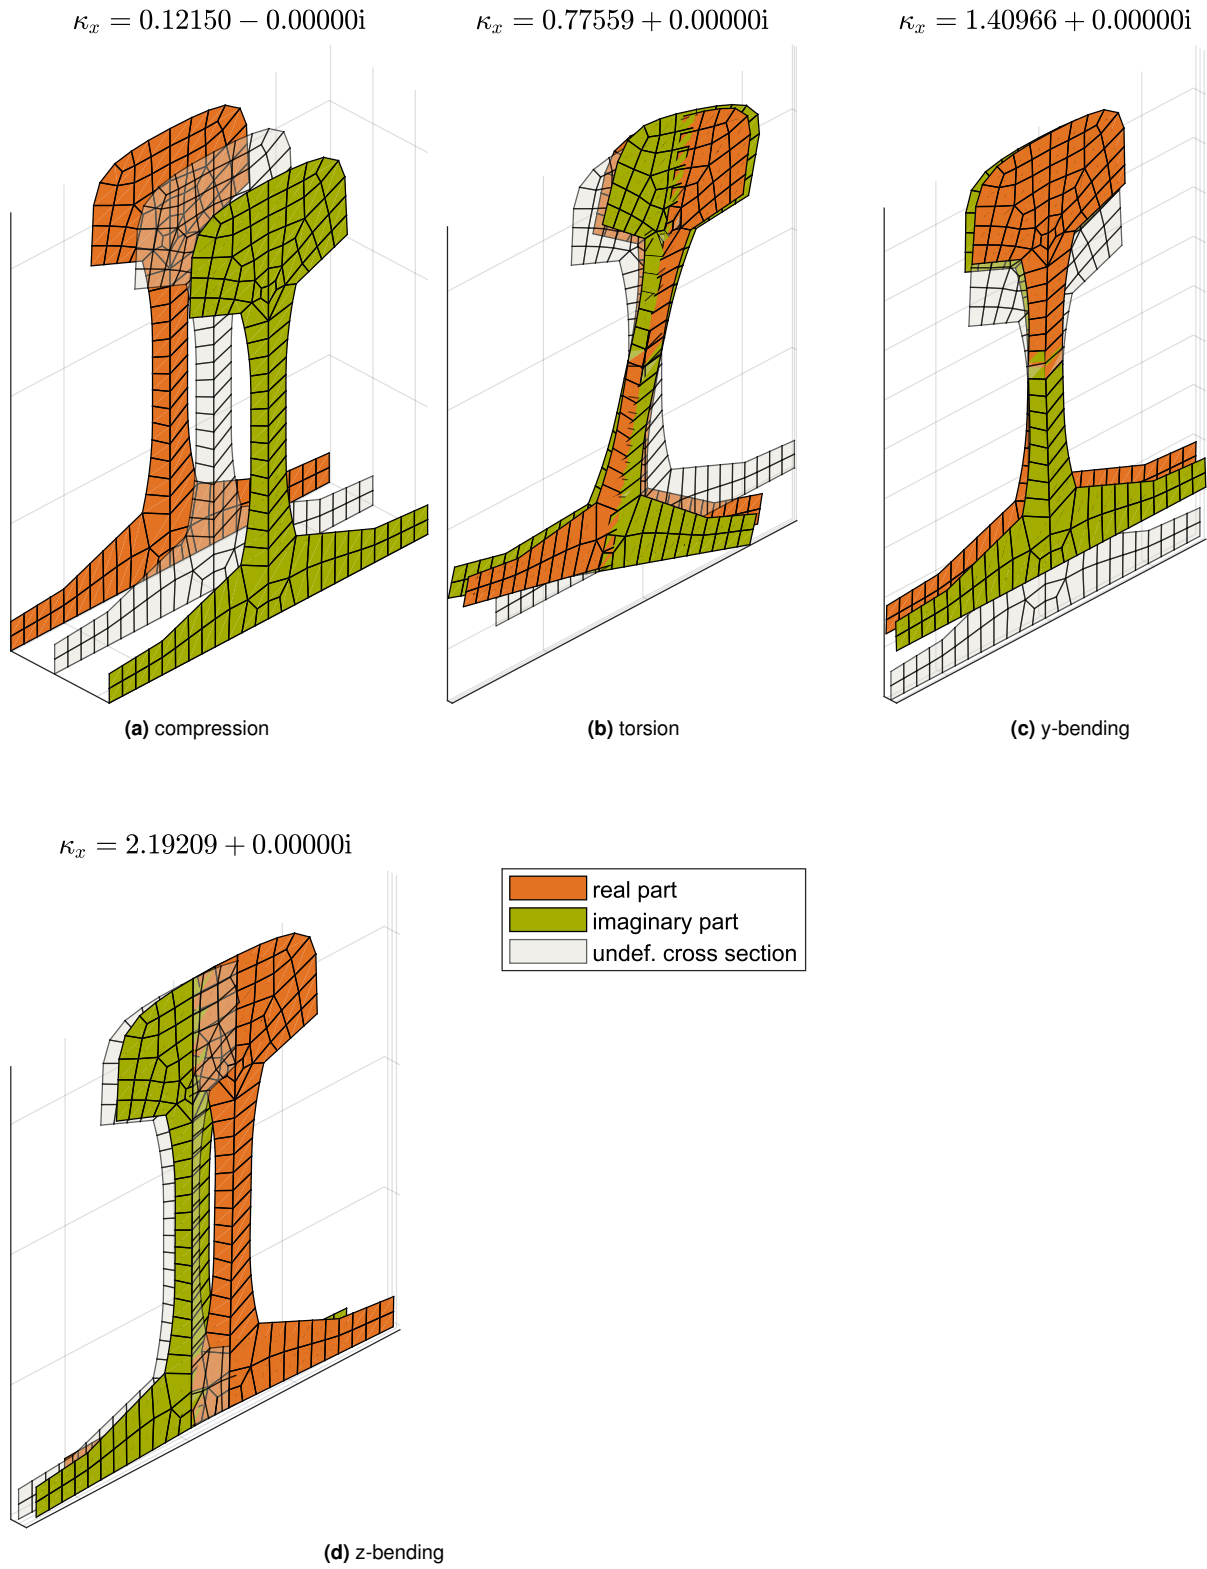 κₓ = 0.12150 − 0.00000i
κₓ = 0.77559 + 0.00000i
κₓ = 1.40966 + 0.00000i
(a) compression
(b) torsion
(c) y-bending
κₓ = 2.19209 + 0.00000i
real part
imaginary part
undef. cross section
(d) z-bending